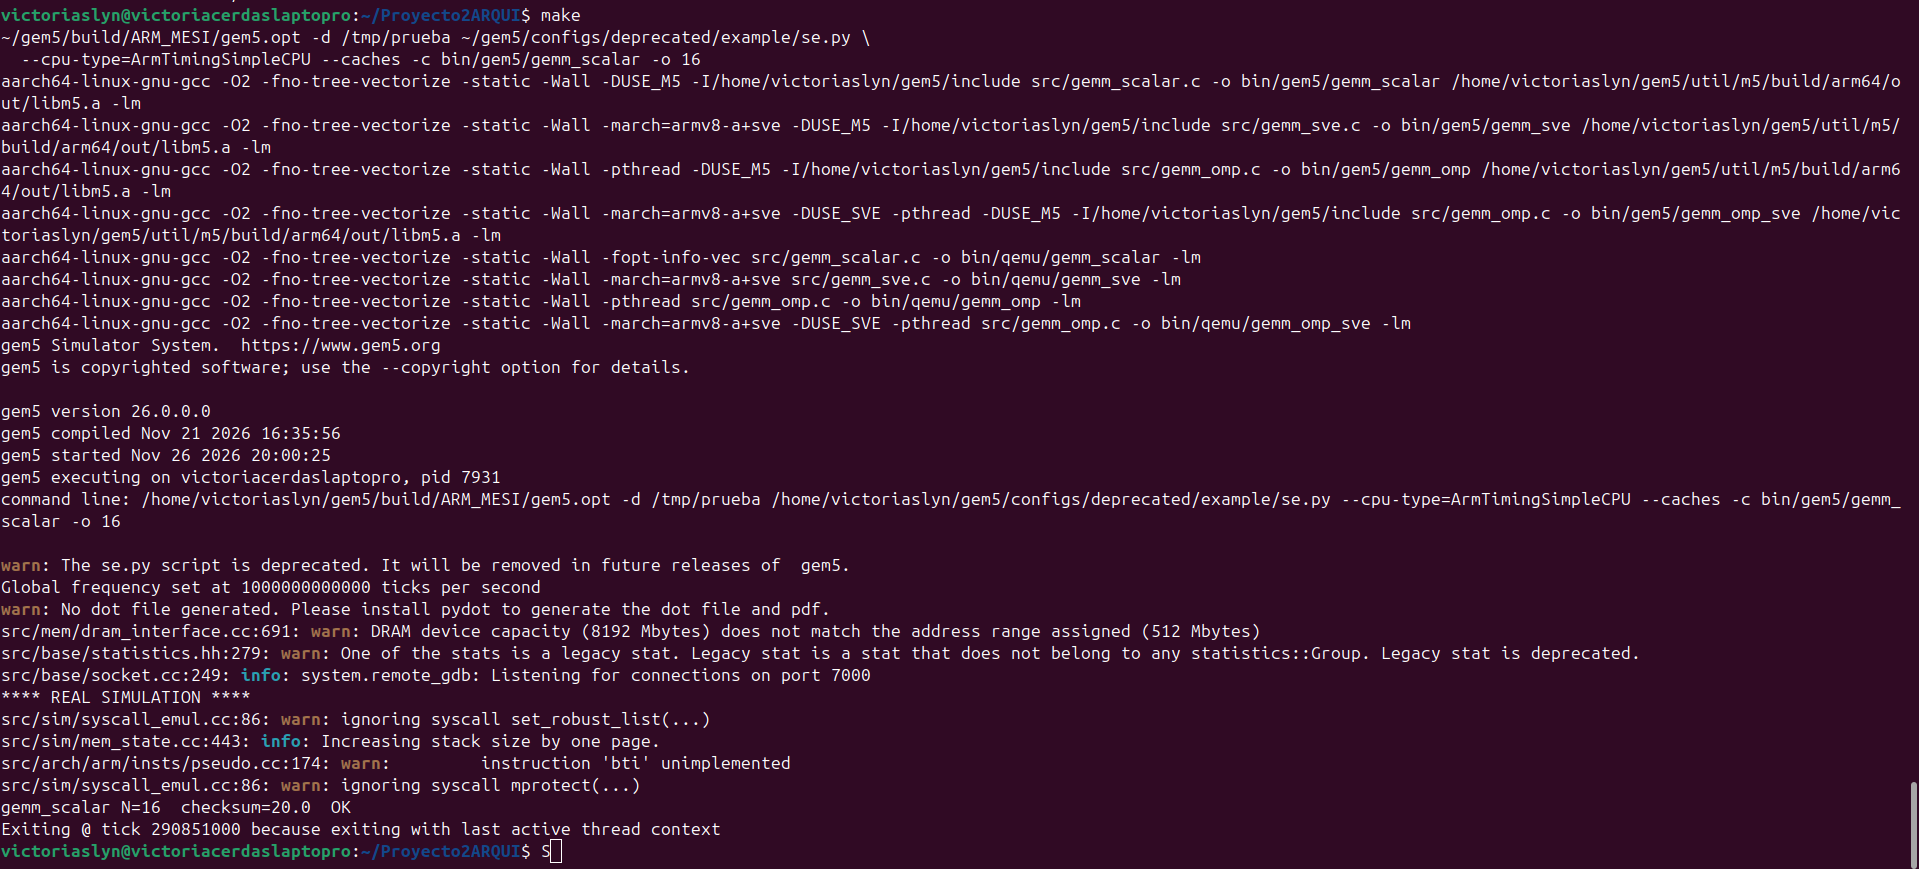 victoriaslyn@victoriacerdaslaptopro:~/Proyecto2ARQUI$ make
~/gem5/build/ARM_MESI/gem5.opt -d /tmp/prueba ~/gem5/configs/deprecated/example/se.py \
  --cpu-type=ArmTimingSimpleCPU --caches -c bin/gem5/gemm_scalar -o 16
aarch64-linux-gnu-gcc -O2 -fno-tree-vectorize -static -Wall -DUSE_M5 -I/home/victoriaslyn/gem5/include src/gemm_scalar.c -o bin/gem5/gemm_scalar /home/victoriaslyn/gem5/util/m5/build/arm64/o
ut/libm5.a -lm
aarch64-linux-gnu-gcc -O2 -fno-tree-vectorize -static -Wall -march=armv8-a+sve -DUSE_M5 -I/home/victoriaslyn/gem5/include src/gemm_sve.c -o bin/gem5/gemm_sve /home/victoriaslyn/gem5/util/m5/
build/arm64/out/libm5.a -lm
aarch64-linux-gnu-gcc -O2 -fno-tree-vectorize -static -Wall -pthread -DUSE_M5 -I/home/victoriaslyn/gem5/include src/gemm_omp.c -o bin/gem5/gemm_omp /home/victoriaslyn/gem5/util/m5/build/arm6
4/out/libm5.a -lm
aarch64-linux-gnu-gcc -O2 -fno-tree-vectorize -static -Wall -march=armv8-a+sve -DUSE_SVE -pthread -DUSE_M5 -I/home/victoriaslyn/gem5/include src/gemm_omp.c -o bin/gem5/gemm_omp_sve /home/vic
toriaslyn/gem5/util/m5/build/arm64/out/libm5.a -lm
aarch64-linux-gnu-gcc -O2 -fno-tree-vectorize -static -Wall -fopt-info-vec src/gemm_scalar.c -o bin/qemu/gemm_scalar -lm
aarch64-linux-gnu-gcc -O2 -fno-tree-vectorize -static -Wall -march=armv8-a+sve src/gemm_sve.c -o bin/qemu/gemm_sve -lm
aarch64-linux-gnu-gcc -O2 -fno-tree-vectorize -static -Wall -pthread src/gemm_omp.c -o bin/qemu/gemm_omp -lm
aarch64-linux-gnu-gcc -O2 -fno-tree-vectorize -static -Wall -march=armv8-a+sve -DUSE_SVE -pthread src/gemm_omp.c -o bin/qemu/gemm_omp_sve -lm
gem5 Simulator System.  https://www.gem5.org
gem5 is copyrighted software; use the --copyright option for details.

gem5 version 26.0.0.0
gem5 compiled Nov 21 2026 16:35:56
gem5 started Nov 26 2026 20:00:25
gem5 executing on victoriacerdaslaptopro, pid 7931
command line: /home/victoriaslyn/gem5/build/ARM_MESI/gem5.opt -d /tmp/prueba /home/victoriaslyn/gem5/configs/deprecated/example/se.py --cpu-type=ArmTimingSimpleCPU --caches -c bin/gem5/gemm_
scalar -o 16

warn: The se.py script is deprecated. It will be removed in future releases of  gem5.
Global frequency set at 1000000000000 ticks per second
warn: No dot file generated. Please install pydot to generate the dot file and pdf.
src/mem/dram_interface.cc:691: warn: DRAM device capacity (8192 Mbytes) does not match the address range assigned (512 Mbytes)
src/base/statistics.hh:279: warn: One of the stats is a legacy stat. Legacy stat is a stat that does not belong to any statistics::Group. Legacy stat is deprecated.
src/base/socket.cc:249: info: system.remote_gdb: Listening for connections on port 7000
**** REAL SIMULATION ****
src/sim/syscall_emul.cc:86: warn: ignoring syscall set_robust_list(...)
src/sim/mem_state.cc:443: info: Increasing stack size by one page.
src/arch/arm/insts/pseudo.cc:174: warn:         instruction 'bti' unimplemented
src/sim/syscall_emul.cc:86: warn: ignoring syscall mprotect(...)
gemm_scalar N=16  checksum=20.0  OK
Exiting @ tick 290851000 because exiting with last active thread context
victoriaslyn@victoriacerdaslaptopro:~/Proyecto2ARQUI$ S